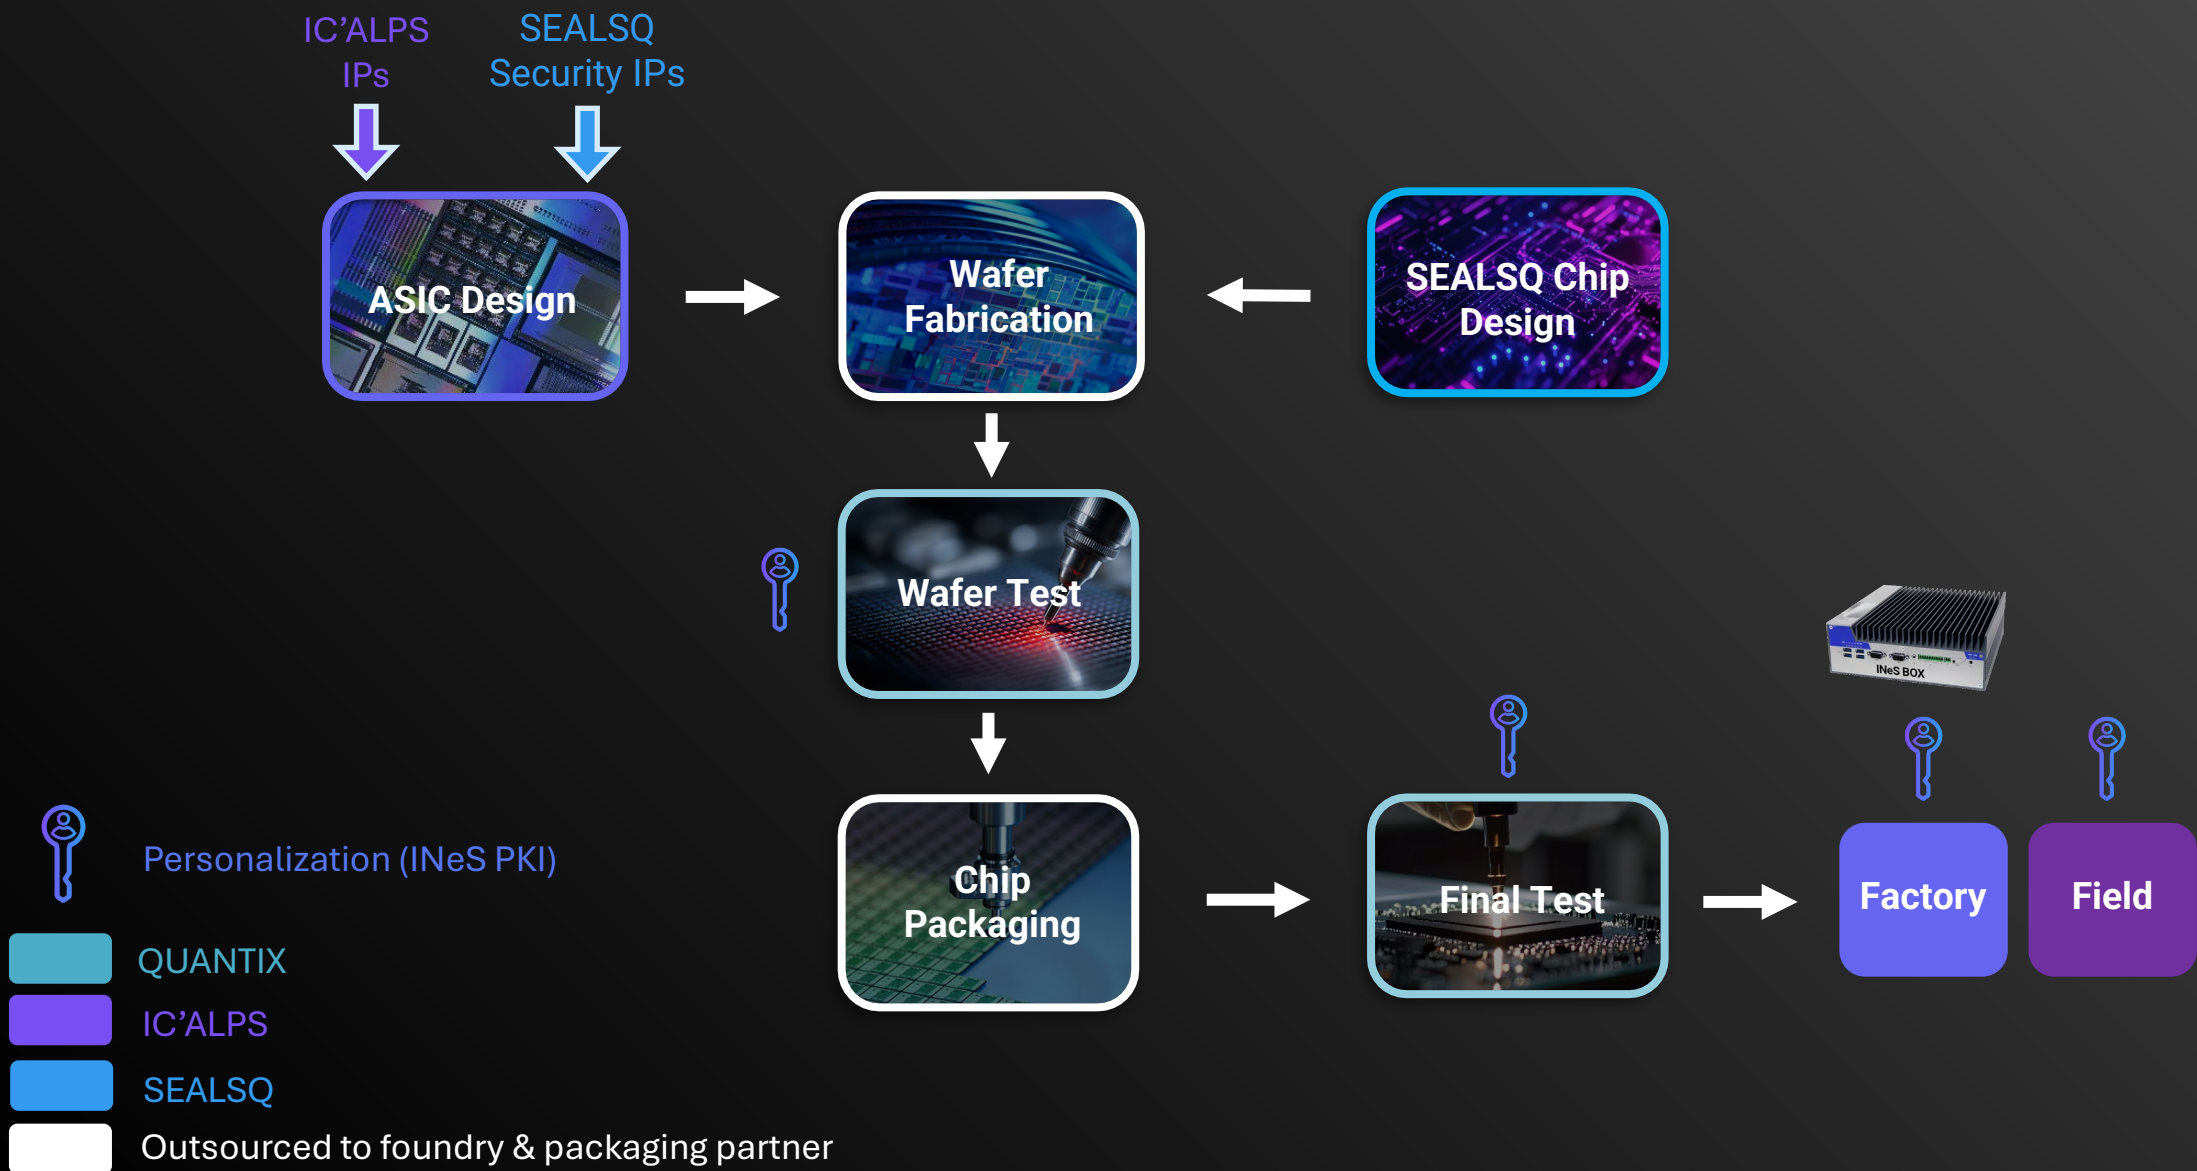 IC’ALPS
IPs
SEALSQ
Security IPs
ASIC Design
Wafer
Fabrication
SEALSQ Chip
Design
Wafer Test
INeS BOX
Chip
Packaging
Final Test
Factory
Field
Personalization (INeS PKI)
QUANTIX
IC’ALPS
SEALSQ
Outsourced to foundry & packaging partner